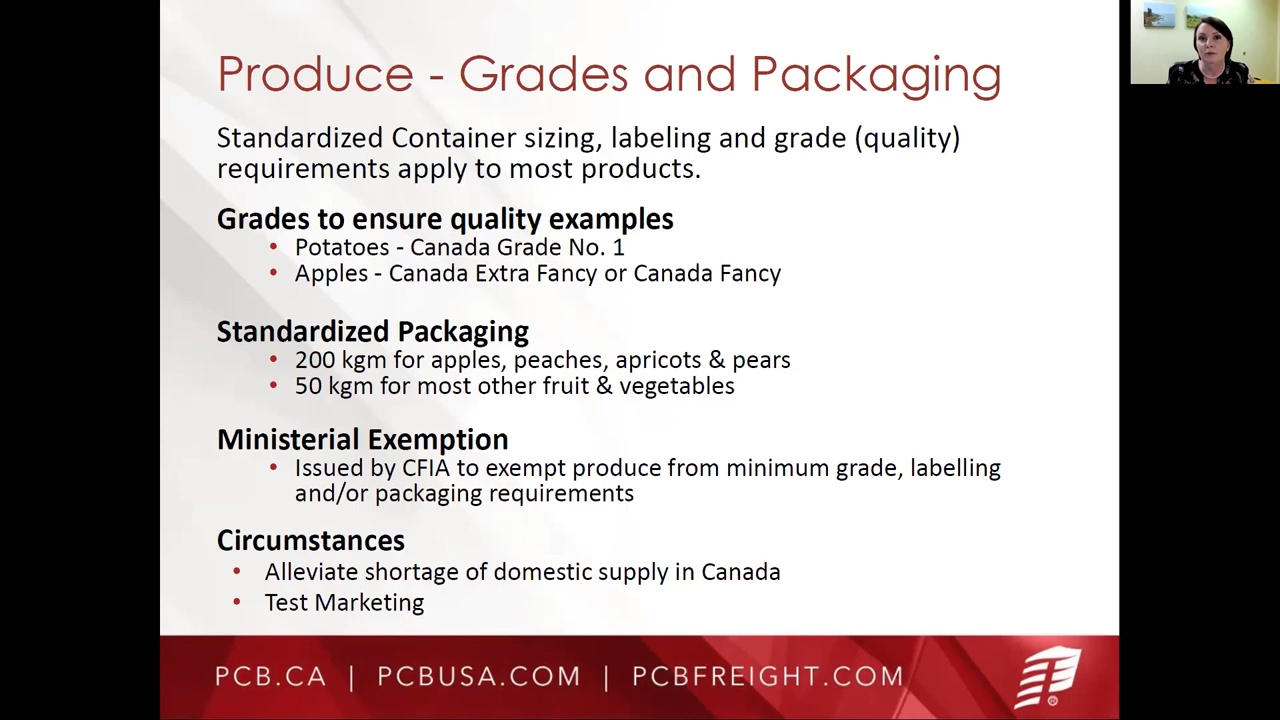 Produce - Grades and Packaging
Standardized Container sizing, labeling and grade (quality)
requirements apply to most products.
Grades to ensure quality examples
• Potatoes - Canada Grade No. 1
• Apples - Canada Extra Fancy or Canada Fancy
Standardized Packaging
• 200 kgm for apples, peaches, apricots & pears
• 50 kgm for most other fruit & vegetables
Ministerial Exemption
• Issued by CFIA to exempt produce from minimum grade, labelling
and/or packaging requirements
Circumstances
• Alleviate shortage of domestic supply in Canada
• Test Marketing
PCB.CA | PCBUSA.COM | PCBFREIGHT.COM
®